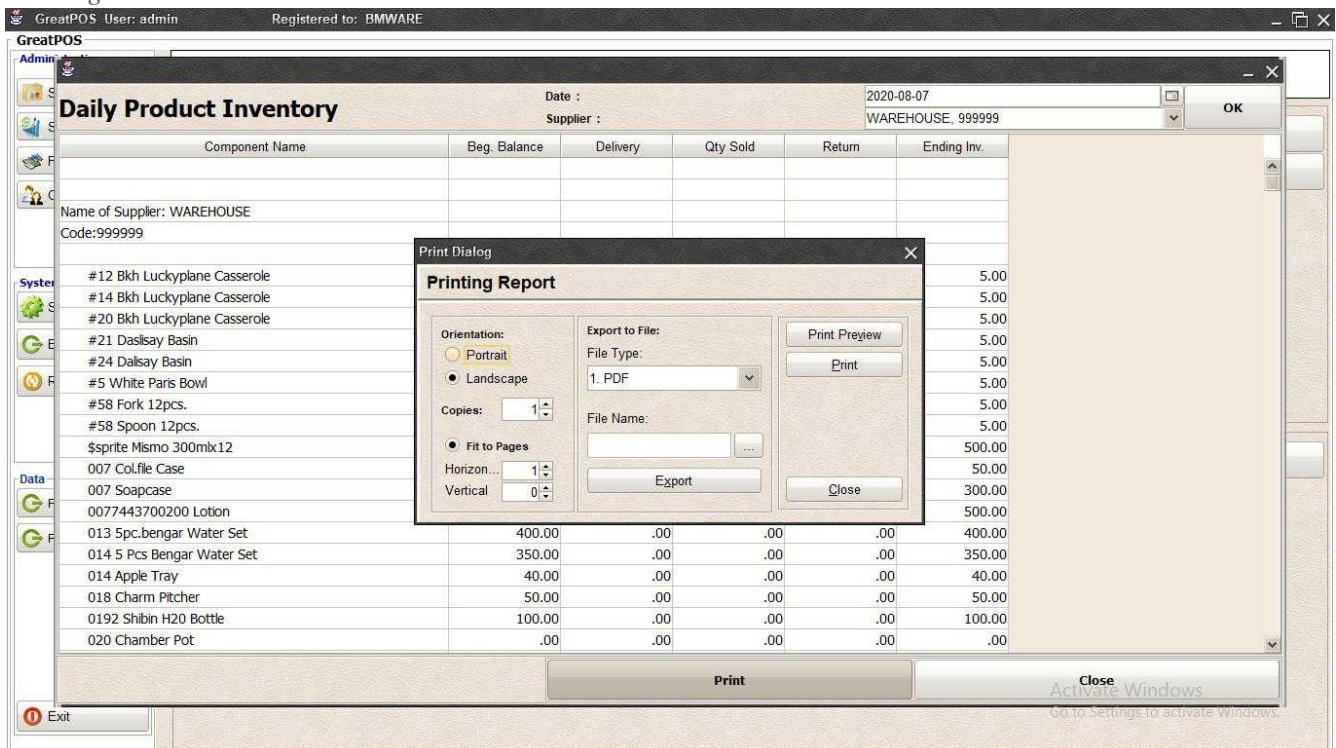 GreatPOS User: admin Registered to: BMWARE
GreatPOS
Admin
Daily Product Inventory
Date :
2020-08-07
Supplier :
WAREHOUSE, 999999
OK
Component Name Beg. Balance Delivery Qty Sold Return Ending Inv.
Name of Supplier: WAREHOUSE
Code:999999
#12 Bkh Luckyplane Casserole 5.00
#14 Bkh Luckyplane Casserole 5.00
#20 Bkh Luckyplane Casserole 5.00
#21 Daslisay Basin 5.00
#24 Dalisay Basin 5.00
#5 White Paris Bowl 5.00
#58 Fork 12pcs. 5.00
#58 Spoon 12pcs. 5.00
$sprite Mismo 300mlx12 500.00
007 Col.file Case 50.00
007 Soapcase 300.00
0077443700200 Lotion 500.00
013 5pc.bengar Water Set 400.00 .00 .00 .00 400.00
014 5 Pcs Bengar Water Set 350.00 .00 .00 .00 350.00
014 Apple Tray 40.00 .00 .00 .00 40.00
018 Charm Pitcher 50.00 .00 .00 .00 50.00
0192 Shibin H20 Bottle 100.00 .00 .00 .00 100.00
020 Chamber Pot .00 .00 .00 .00 .00
Print Dialog
Printing Report
Orientation:
Portrait
Landscape
Copies: 1
Fit to Pages
Horizon... 1
Vertical 0
Export to File:
File Type:
1. PDF
File Name:
...
Export
Print Preview
Print
Close
Print
Close
Syste
Data
Exit
Activate Windows
Go to Settings to activate Windows.